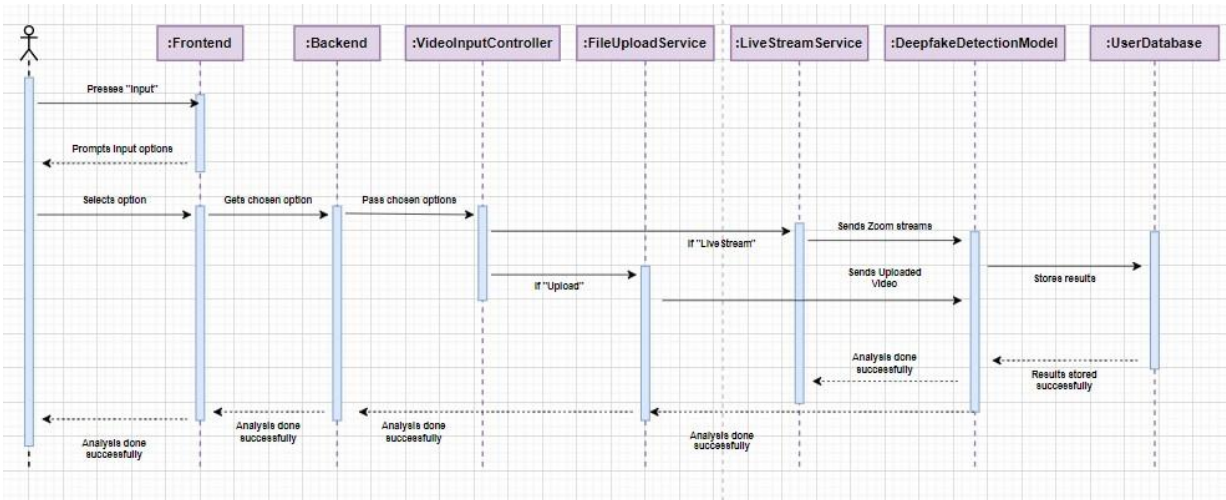 :Frontend
:Backend
:VideoInputController
:FileUploadService
:LiveStreamService
:DeepfakeDetectionModel
:UserDatabase
Presses "Input"
Prompts Input options
Selects option
Gets chosen option
Pass chosen options
If "LiveStream"
Sends Zoom streams
If "Upload"
Sends Uploaded
Video
Stores results
Analysis done
successfully
Results stored
successfully
Analysis done
successfully
Analysis done
successfully
Analysis done
successfully
Analysis done
successfully